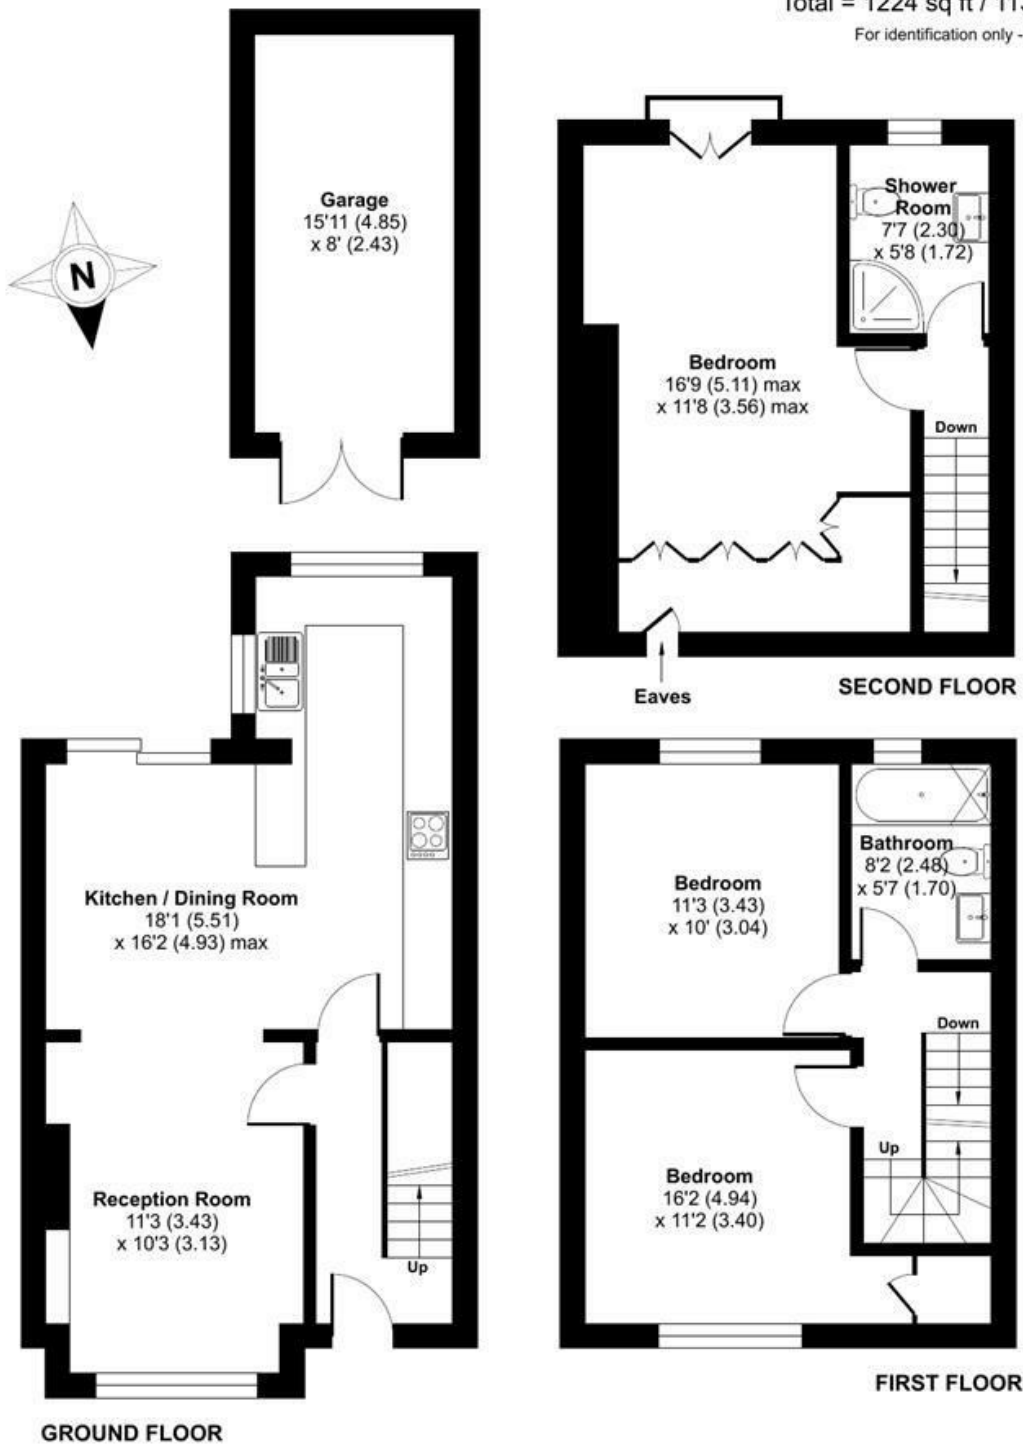 Total = 1224 sq ft /
For identification only -
Garage
15'11 (4.85)
x 8' (2.43)
N
Shower
Room
7'7 (2.30)
x 5'8 (1.72)
Bedroom
16'9 (5.11) max
x 11'8 (3.56) max
Down
Eaves
SECOND FLOOR
Kitchen / Dining Room
18'1 (5.51)
x 16'2 (4.93) max
Reception Room
11'3 (3.43)
x 10'3 (3.13)
Up
GROUND FLOOR
Bedroom
11'3 (3.43)
x 10' (3.04)
Bathroom
8'2 (2.48)
x 5'7 (1.70)
Down
Up
Bedroom
16'2 (4.94)
x 11'2 (3.40)
FIRST FLOOR